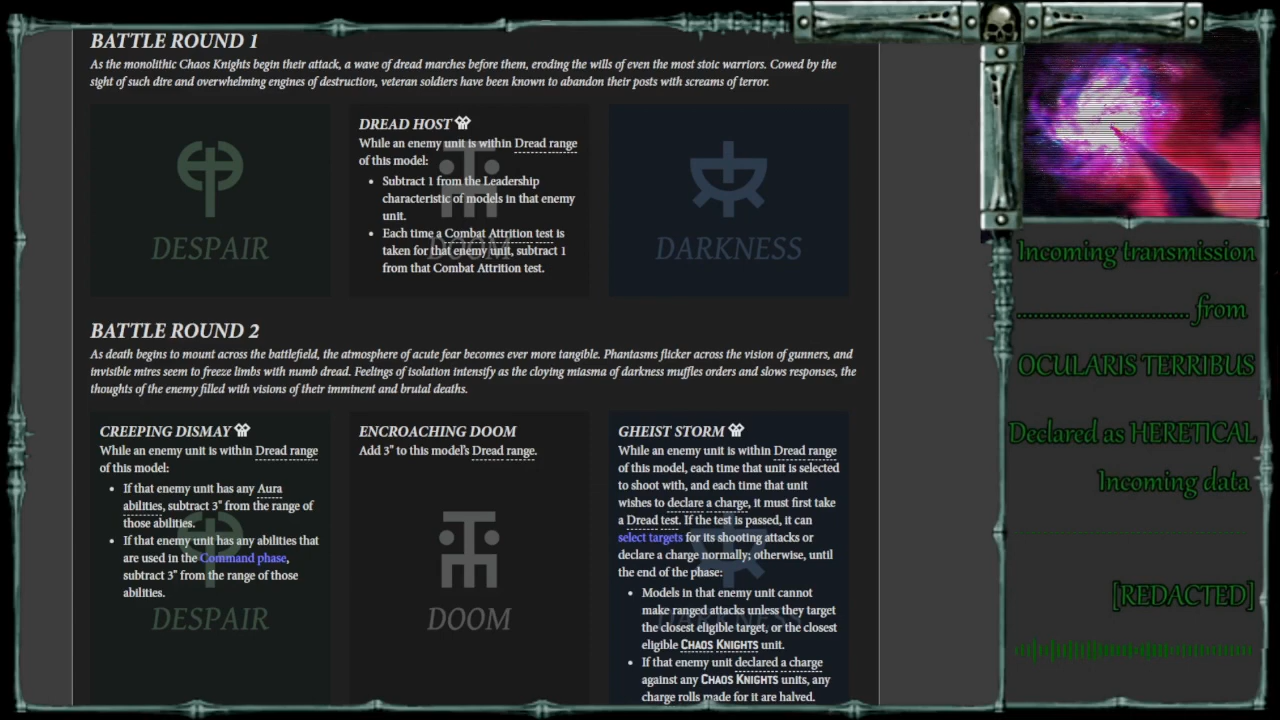 BATTLE ROUND 1
As the monolithic Chaos Knights begin their attack, a wave of dread marches before them, eroding the wills of even the most stoic warriors. Cowed by the
sight of such dire and overwhelming engines of destruction, veteran soldiers have been known to abandon their posts with screams of terror.
DESPAIR
DREAD HOST
While an enemy unit is within Dread range
of this model:
• Subtract 1 from the Leadership
characteristic of models in that enemy
unit.
• Each time a Combat Attrition test is
taken for that enemy unit, subtract 1
from that Combat Attrition test.
DOOM
DARKNESS
BATTLE ROUND 2
As death begins to mount across the battlefield, the atmosphere of acute fear becomes ever more tangible. Phantasms flicker across the vision of gunners, and
invisible mires seem to freeze limbs with numb dread. Feelings of isolation intensify as the cloying miasma of darkness muffles orders and slows responses, the
thoughts of the enemy filled with visions of their imminent and brutal deaths.
CREEPING DISMAY
While an enemy unit is within Dread range
of this model:
• If that enemy unit has any Aura
abilities, subtract 3" from the range of
those abilities.
• If that enemy unit has any abilities that
are used in the Command phase,
subtract 3" from the range of those
abilities.
DESPAIR
ENCROACHING DOOM
Add 3" to this model's Dread range.
DOOM
GHEIST STORM
While an enemy unit is within Dread range
of this model, each time that unit is selected
to shoot with, and each time that unit
wishes to declare a charge, it must first take
a Dread test. If the test is passed, it can
select targets for its shooting attacks or
declare a charge normally; otherwise, until
the end of the phase:
• Models in that enemy unit cannot
make ranged attacks unless they target
the closest eligible target, or the closest
eligible CHAOS KNIGHTS unit.
• If that enemy unit declared a charge
against any CHAOS KNIGHTS units, any
charge rolls made for it are halved.
DARKNESS
Incoming transmission
............................... from
OCULARIS TERRIBUS
Declared as HERETICAL
Incoming data
[REDACTED]